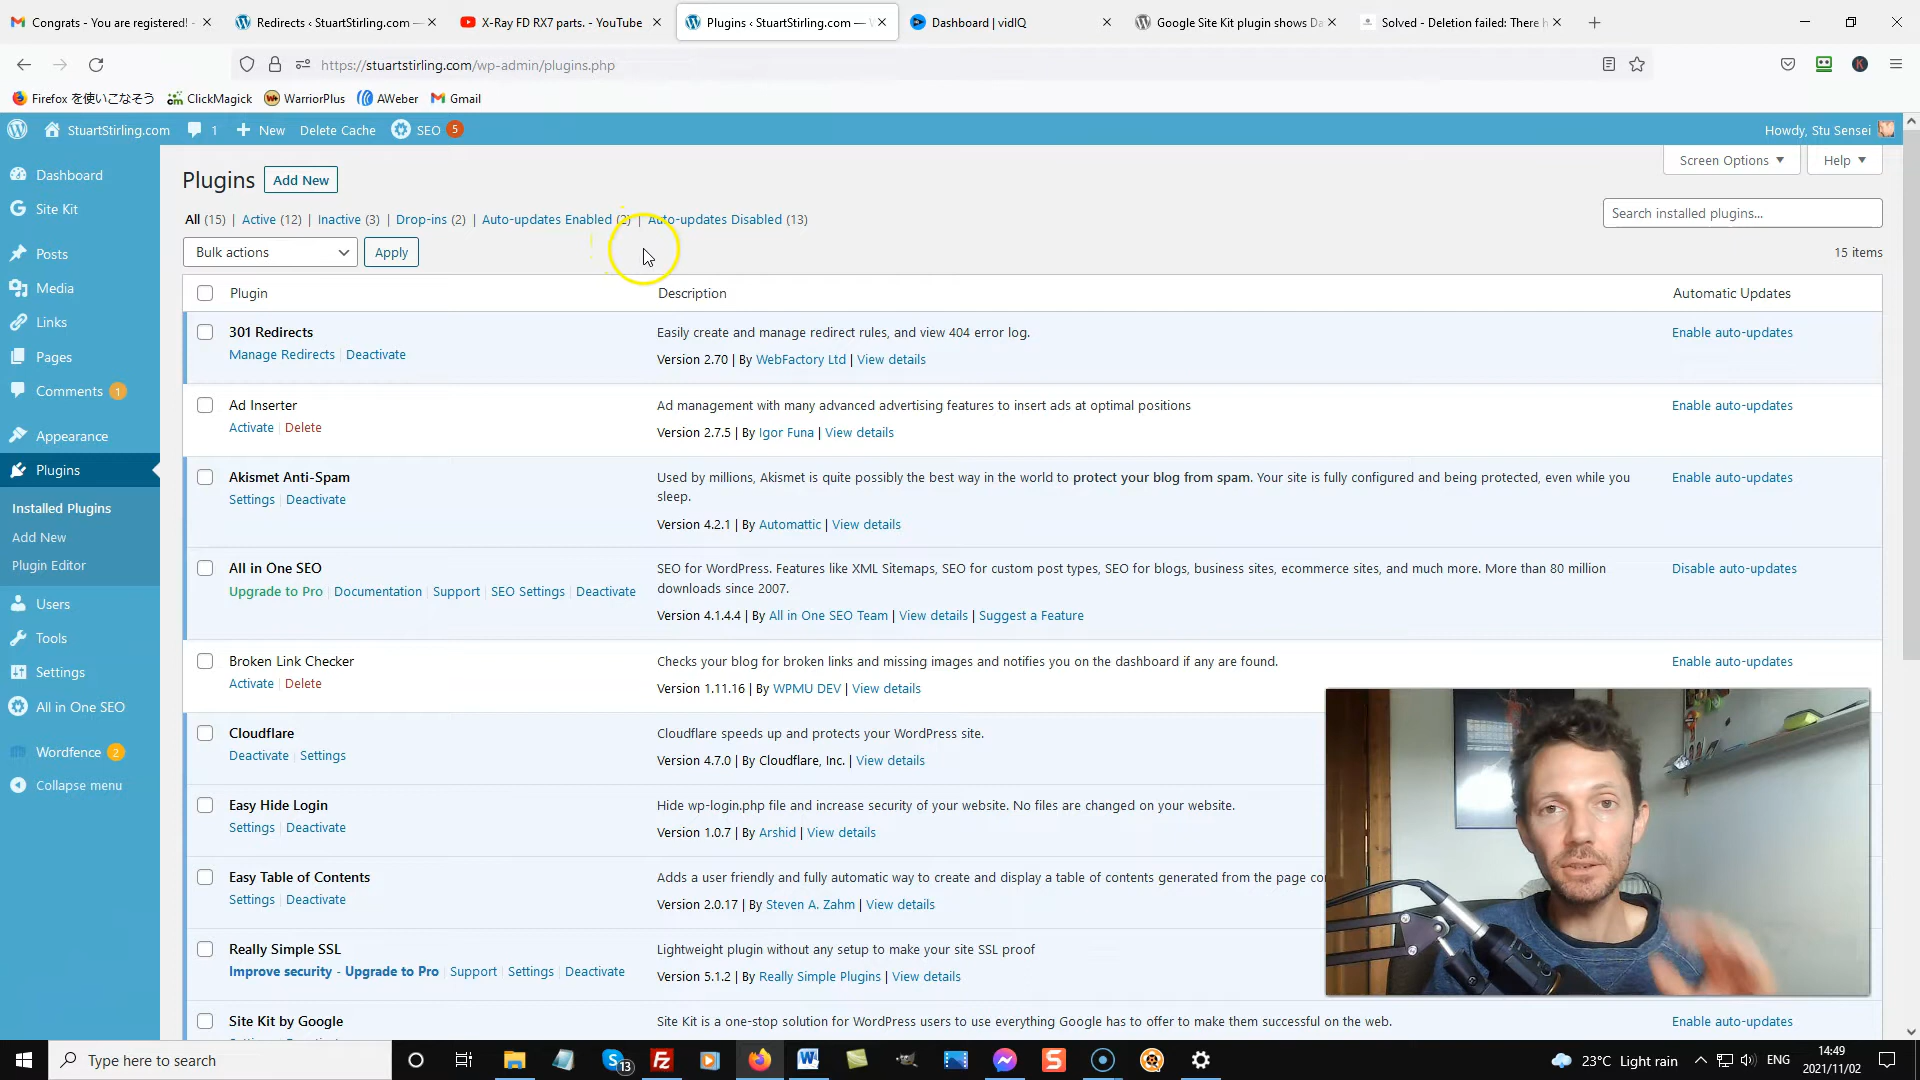 Congrats - You are registered! -
Redirects ‹ StuartStirling.com —
X-Ray FD RX7 parts. - YouTube
Plugins ‹ StuartStirling.com — W
Dashboard | vidIQ
Google Site Kit plugin shows Da
Solved - Deletion failed: There h
https://stuartstirling.com/wp-admin/plugins.php
Firefox を使いこなそう
ClickMagick
WarriorPlus
AWeber
Gmail
StuartStirling.com
1
New
Delete Cache
SEO 5
Howdy, Stu Sensei
Dashboard
Site Kit
Posts
Media
Links
Pages
Comments 1
Appearance
Plugins
Installed Plugins
Add New
Plugin Editor
Users
Tools
Settings
All in One SEO
Wordfence 2
Collapse menu
Screen Options
Help
Plugins
Add New
All (15) | Active (12) | Inactive (3) | Drop-ins (2) | Auto-updates Enabled (2) | Auto-updates Disabled (13)
Search installed plugins...
Bulk actions
Apply
15 items
Plugin
Description
Automatic Updates
301 Redirects
Manage Redirects | Deactivate
Easily create and manage redirect rules, and view 404 error log.
Version 2.70 | By WebFactory Ltd | View details
Enable auto-updates
Ad Inserter
Activate | Delete
Ad management with many advanced advertising features to insert ads at optimal positions
Version 2.7.5 | By Igor Funa | View details
Enable auto-updates
Akismet Anti-Spam
Settings | Deactivate
Used by millions, Akismet is quite possibly the best way in the world to protect your blog from spam. Your site is fully configured and being protected, even while you
sleep.
Version 4.2.1 | By Automattic | View details
Enable auto-updates
All in One SEO
Upgrade to Pro | Documentation | Support | SEO Settings | Deactivate
SEO for WordPress. Features like XML Sitemaps, SEO for custom post types, SEO for blogs, business sites, ecommerce sites, and much more. More than 80 million
downloads since 2007.
Version 4.1.4.4 | By All in One SEO Team | View details | Suggest a Feature
Disable auto-updates
Broken Link Checker
Activate | Delete
Checks your blog for broken links and missing images and notifies you on the dashboard if any are found.
Version 1.11.16 | By WPMU DEV | View details
Enable auto-updates
Cloudflare
Deactivate | Settings
Cloudflare speeds up and protects your WordPress site.
Version 4.7.0 | By Cloudflare, Inc. | View details
Easy Hide Login
Settings | Deactivate
Hide wp-login.php file and increase security of your website. No files are changed on your website.
Version 1.0.7 | By Arshid | View details
Easy Table of Contents
Settings | Deactivate
Adds a user friendly and fully automatic way to create and display a table of contents generated from the page con
Version 2.0.17 | By Steven A. Zahm | View details
Really Simple SSL
Improve security - Upgrade to Pro | Support | Settings | Deactivate
Lightweight plugin without any setup to make your site SSL proof
Version 5.1.2 | By Really Simple Plugins | View details
Site Kit by Google
Site Kit is a one-stop solution for WordPress users to use everything Google has to offer to make them successful on the web.
Enable auto-updates
Type here to search
13
23°C Light rain
ENG
14:49
2021/11/02